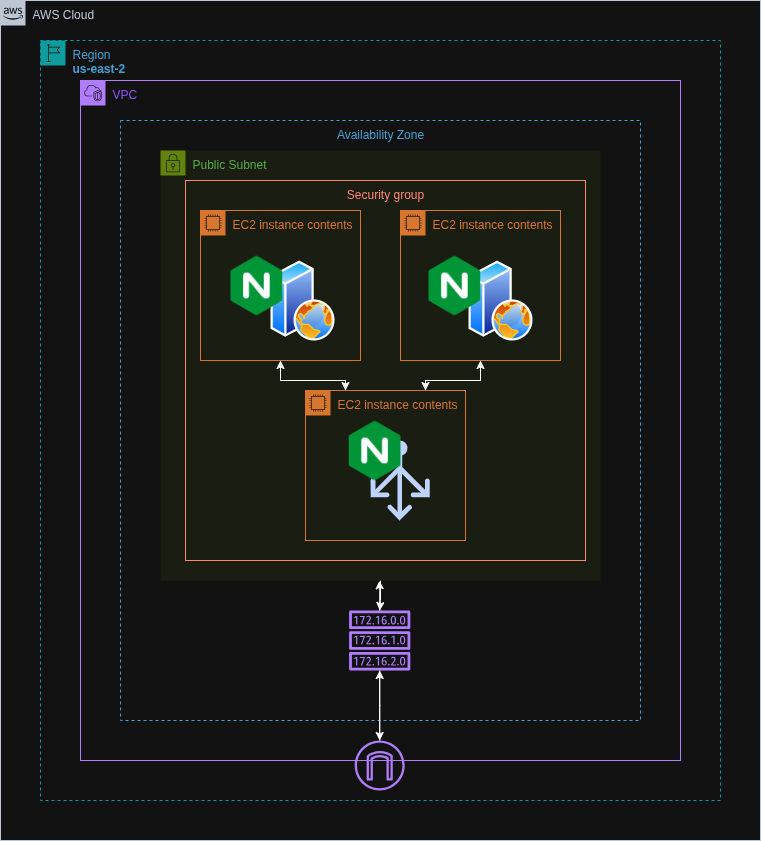 aws
AWS Cloud
Region
us-east-2
VPC
Availability Zone
Public Subnet
Security group
EC2 instance contents
EC2 instance contents
N
N
EC2 instance contents
N
172.16.0.0
172.16.1.0
172.16.2.0